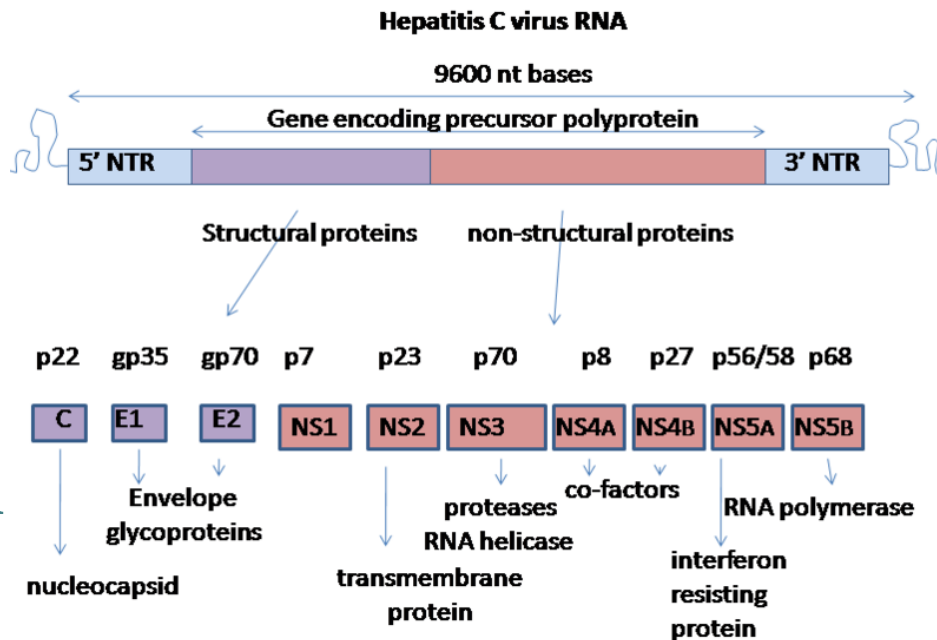 Hepatitis C virus RNA
9600 nt bases
Gene encoding precursor polyprotein
5’ NTR
3’ NTR
Structural proteins
non-structural proteins
p22 gp35 gp70 p7 p23 p70 p8 p27 p56/58 p68
C E1 E2 NS1 NS2 NS3 NS4A NS4B NS5A NS5B
Envelope
glycoproteins
nucleocapsid
transmembrane
protein
proteases
RNA helicase
co-factors
interferon
resisting
protein
RNA polymerase